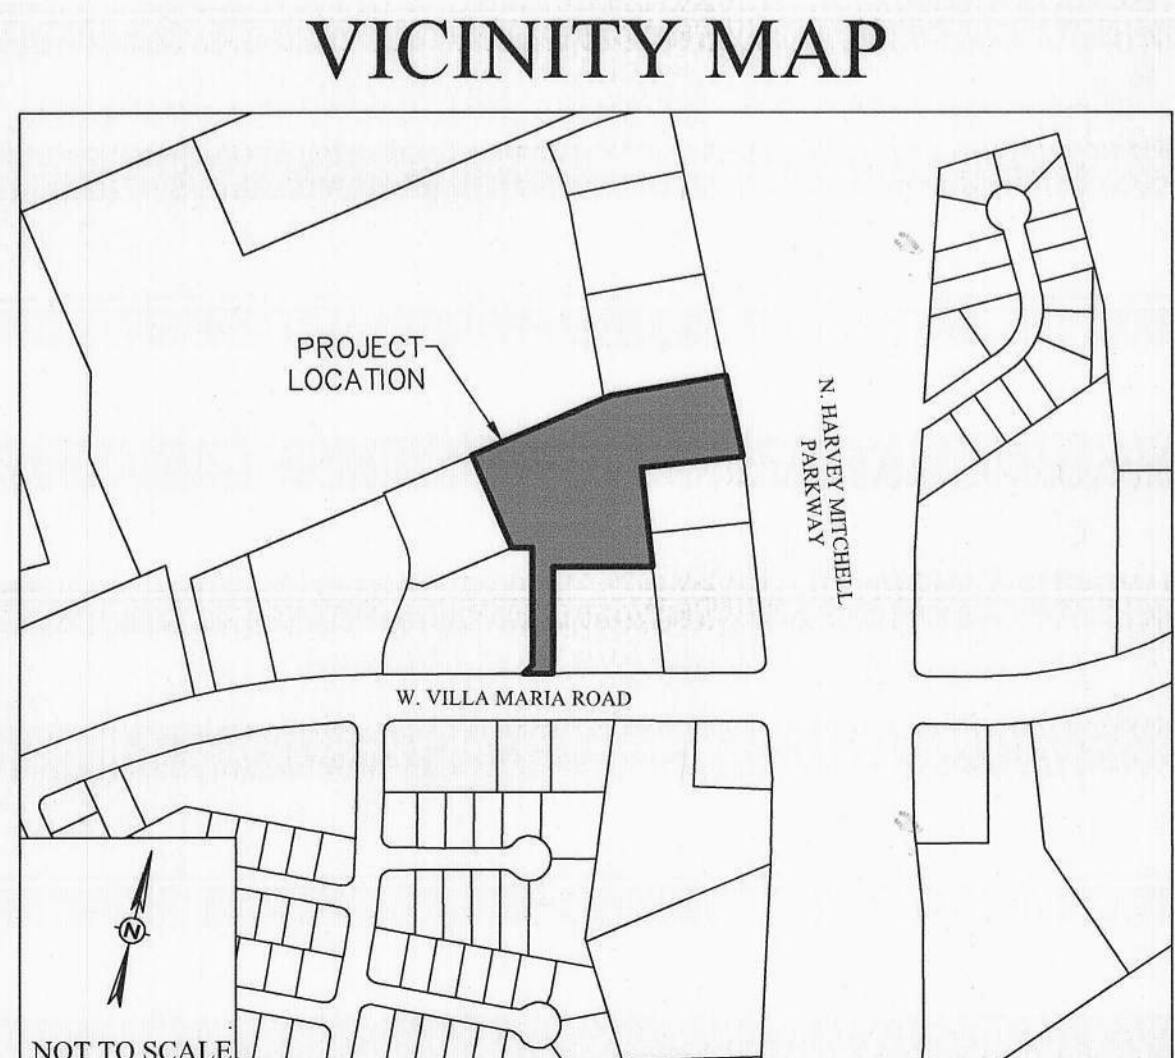 VICINITY MAP
PROJECT
LOCATION
N. HARVEY MITCHELL
PARKWAY
W. VILLA MARIA ROAD
N
NOT TO SCALE